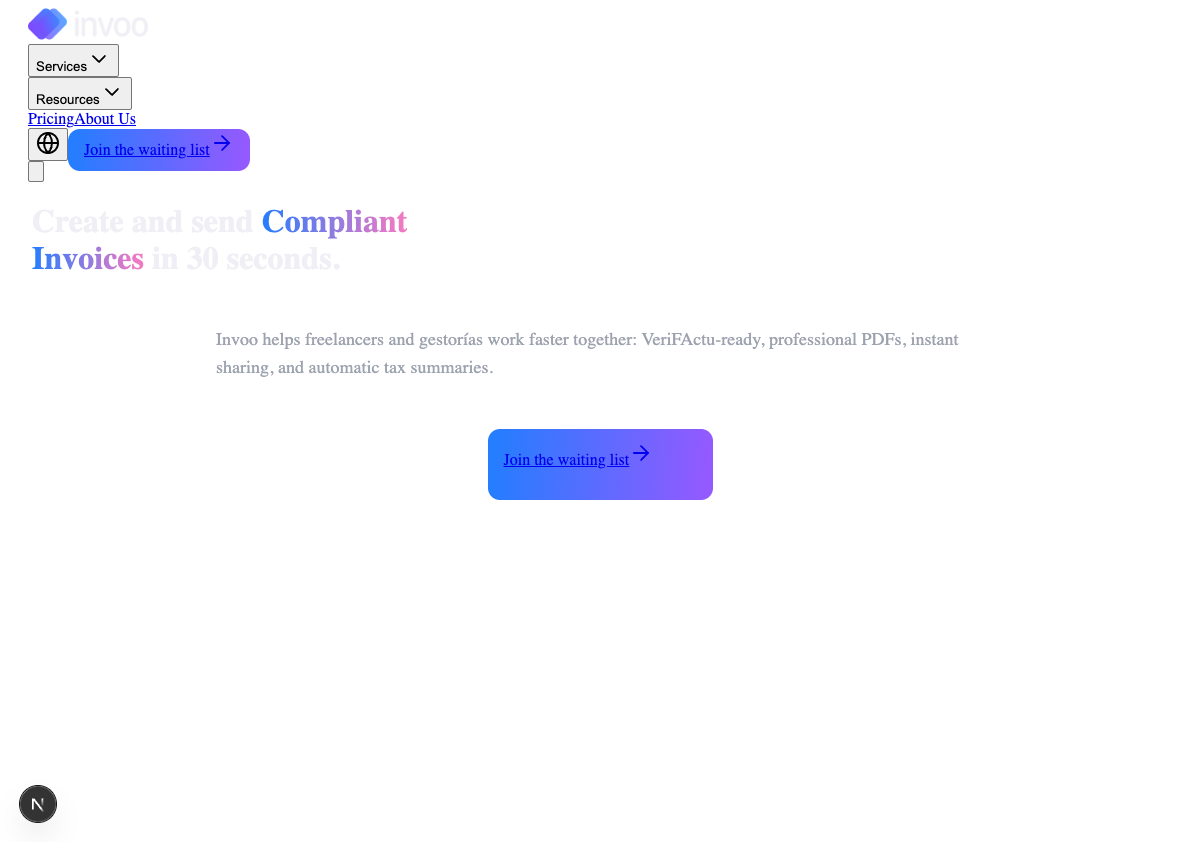 invoo
Services
Resources
PricingAbout Us
Join the waiting list
Create and send Compliant
Invoices in 30 seconds.
Invoo helps freelancers and gestorías work faster together: VeriFActu-ready, professional PDFs, instant
sharing, and automatic tax summaries.
Join the waiting list
N